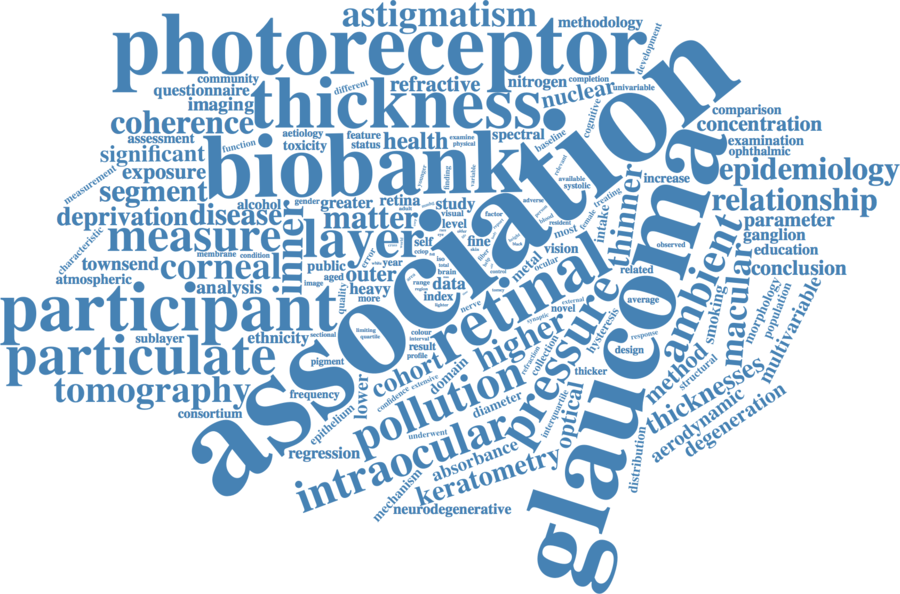 astigmatism
methodology
development
photoreceptor
community
questionnaire
different
refractive
nitrogen
completion
univariable
imaging
thickness
nuclear
cognitive
comparison
coherence
concentration
assessment
function
aetiology
toxicity
feature
status
health
examine
physical
spectral
baseline
examination
ophthalmic
significant
biobank
association
relevant
available
systolic
increase
epidemiology
measurement
exposure
younger
finding
variable
segment
alcohol
gender
greater
retina
study
adverse
treating
relationship
deprivation
disease
matter
visual
level
factor
resident
female
intake
thinner
parameter
characteristic
measure
inner
layer
error
self
fine
most
vision
ambient
ganglion
observed
education
membrane
condition
townsend
corneal
public
year
outer
brain
data
metal
ocular
related
macular
conclusion
atmospheric
analysis
image
aged
heavy
quality
more
range
region
index
control
nerve
retinal
novel
external
average
smoking
morphology
population
participant
sublayer
ethnicity
sectional
limiting
quartile
colour
interval
result
profile
higher
synaptic
hysteresis
response
design
multivariable
particulate
pigment
cohort
domain
refraction
collection
pressure
thicker
method
structural
tomography
frequency
lower
confidence
extensive
pollution
diameter
interquartile
optical
glaucoma
thicknesses
consortium
epithelium
underwent
aerodynamic
regression
intraocular
absorbance
degeneration
distribution
keratometry
mechanism
neurodegenerative